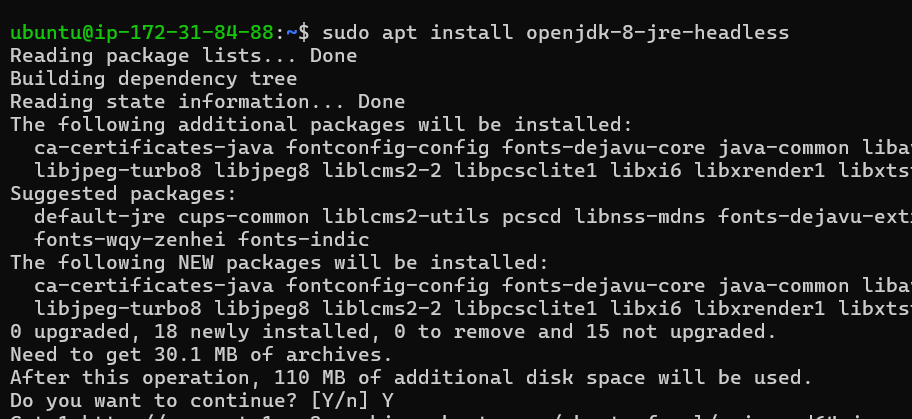 ubuntu@ip-172-31-84-88:~$ sudo apt install openjdk-8-jre-headless
Reading package lists... Done
Building dependency tree
Reading state information... Done
The following additional packages will be installed:
  ca-certificates-java fontconfig-config fonts-dejavu-core java-common liba
  libjpeg-turbo8 libjpeg8 liblcms2-2 libpcsclite1 libxi6 libxrender1 libxts
Suggested packages:
  default-jre cups-common liblcms2-utils pcscd libnss-mdns fonts-dejavu-ext
  fonts-wqy-zenhei fonts-indic
The following NEW packages will be installed:
  ca-certificates-java fontconfig-config fonts-dejavu-core java-common liba
  libjpeg-turbo8 libjpeg8 liblcms2-2 libpcsclite1 libxi6 libxrender1 libxts
0 upgraded, 18 newly installed, 0 to remove and 15 not upgraded.
Need to get 30.1 MB of archives.
After this operation, 110 MB of additional disk space will be used.
Do you want to continue? [Y/n] Y